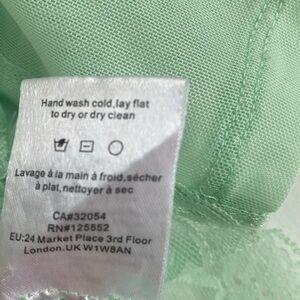 Hand wash cold,lay flat
to dry or dry clean
Lavage à la main à froid,sécher
à plat,nettoyer à sec
CA#32054
RN#125552
EU:24 Market Place 3rd Floor
London.UK W1W8AN